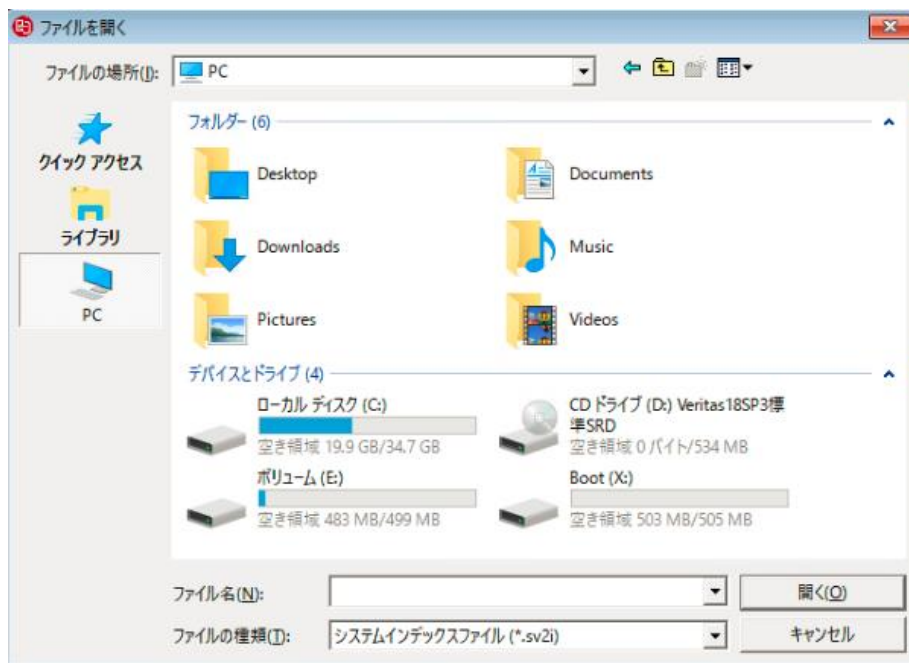 ファイルを開く
ファイルの場所(I):
PC
クイック アクセス
ライブラリ
PC
フォルダー (6)
Desktop
Documents
Downloads
Music
Pictures
Videos
デバイスとドライブ (4)
ローカル ディスク (C:)
空き領域 19.9 GB/34.7 GB
CD ドライブ (D:) Veritas18SP3標
準SRD
空き領域 0 バイト/534 MB
ボリューム (E:)
空き領域 483 MB/499 MB
Boot (X:)
空き領域 503 MB/505 MB
ファイル名(N):
開く(O)
ファイルの種類(T):
システムインデックスファイル (*.sv2i)
キャンセル